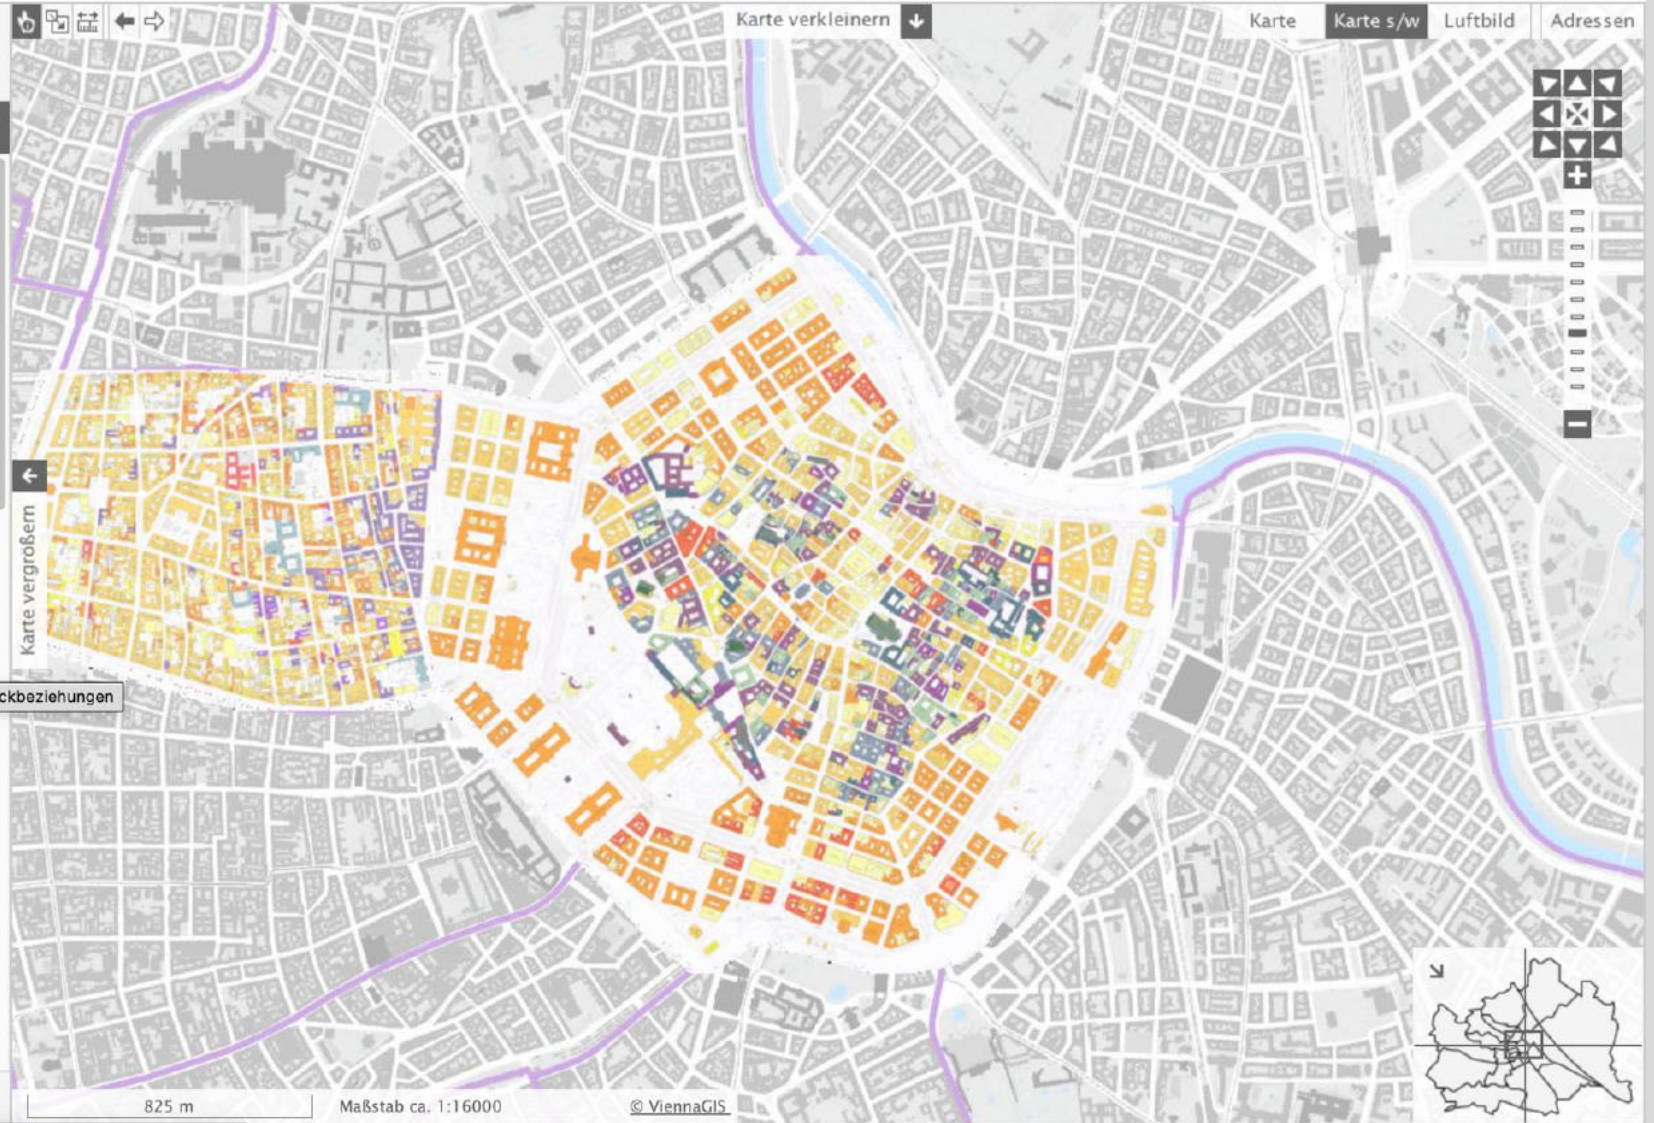 Karte verkleinern
Karte
Karte s/w
Luftbild
Adressen
Karte vergrößern
ckbeziehungen
825 m
Maßstab ca. 1:16000
© ViennaGIS